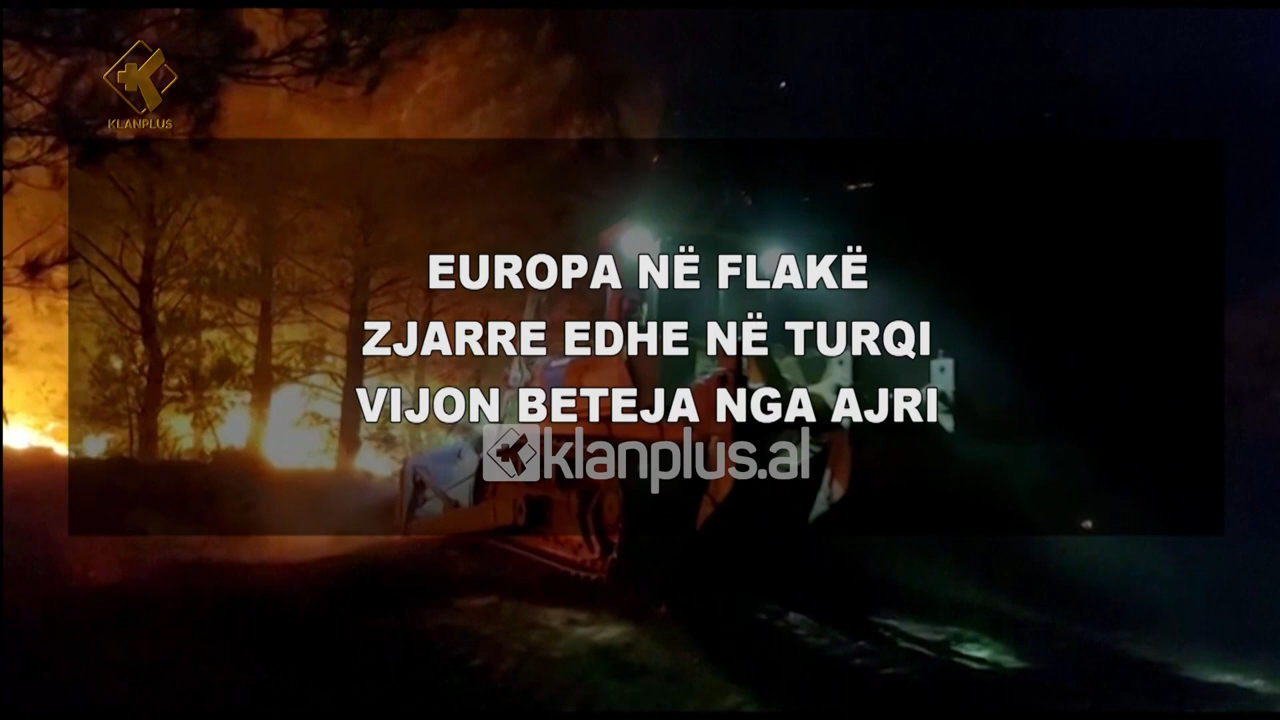 KLANPLUS
EUROPA NË FLAKË
ZJARRE EDHE NË TURQI
VIJON BETEJA NGA AJRI
klanplus.al